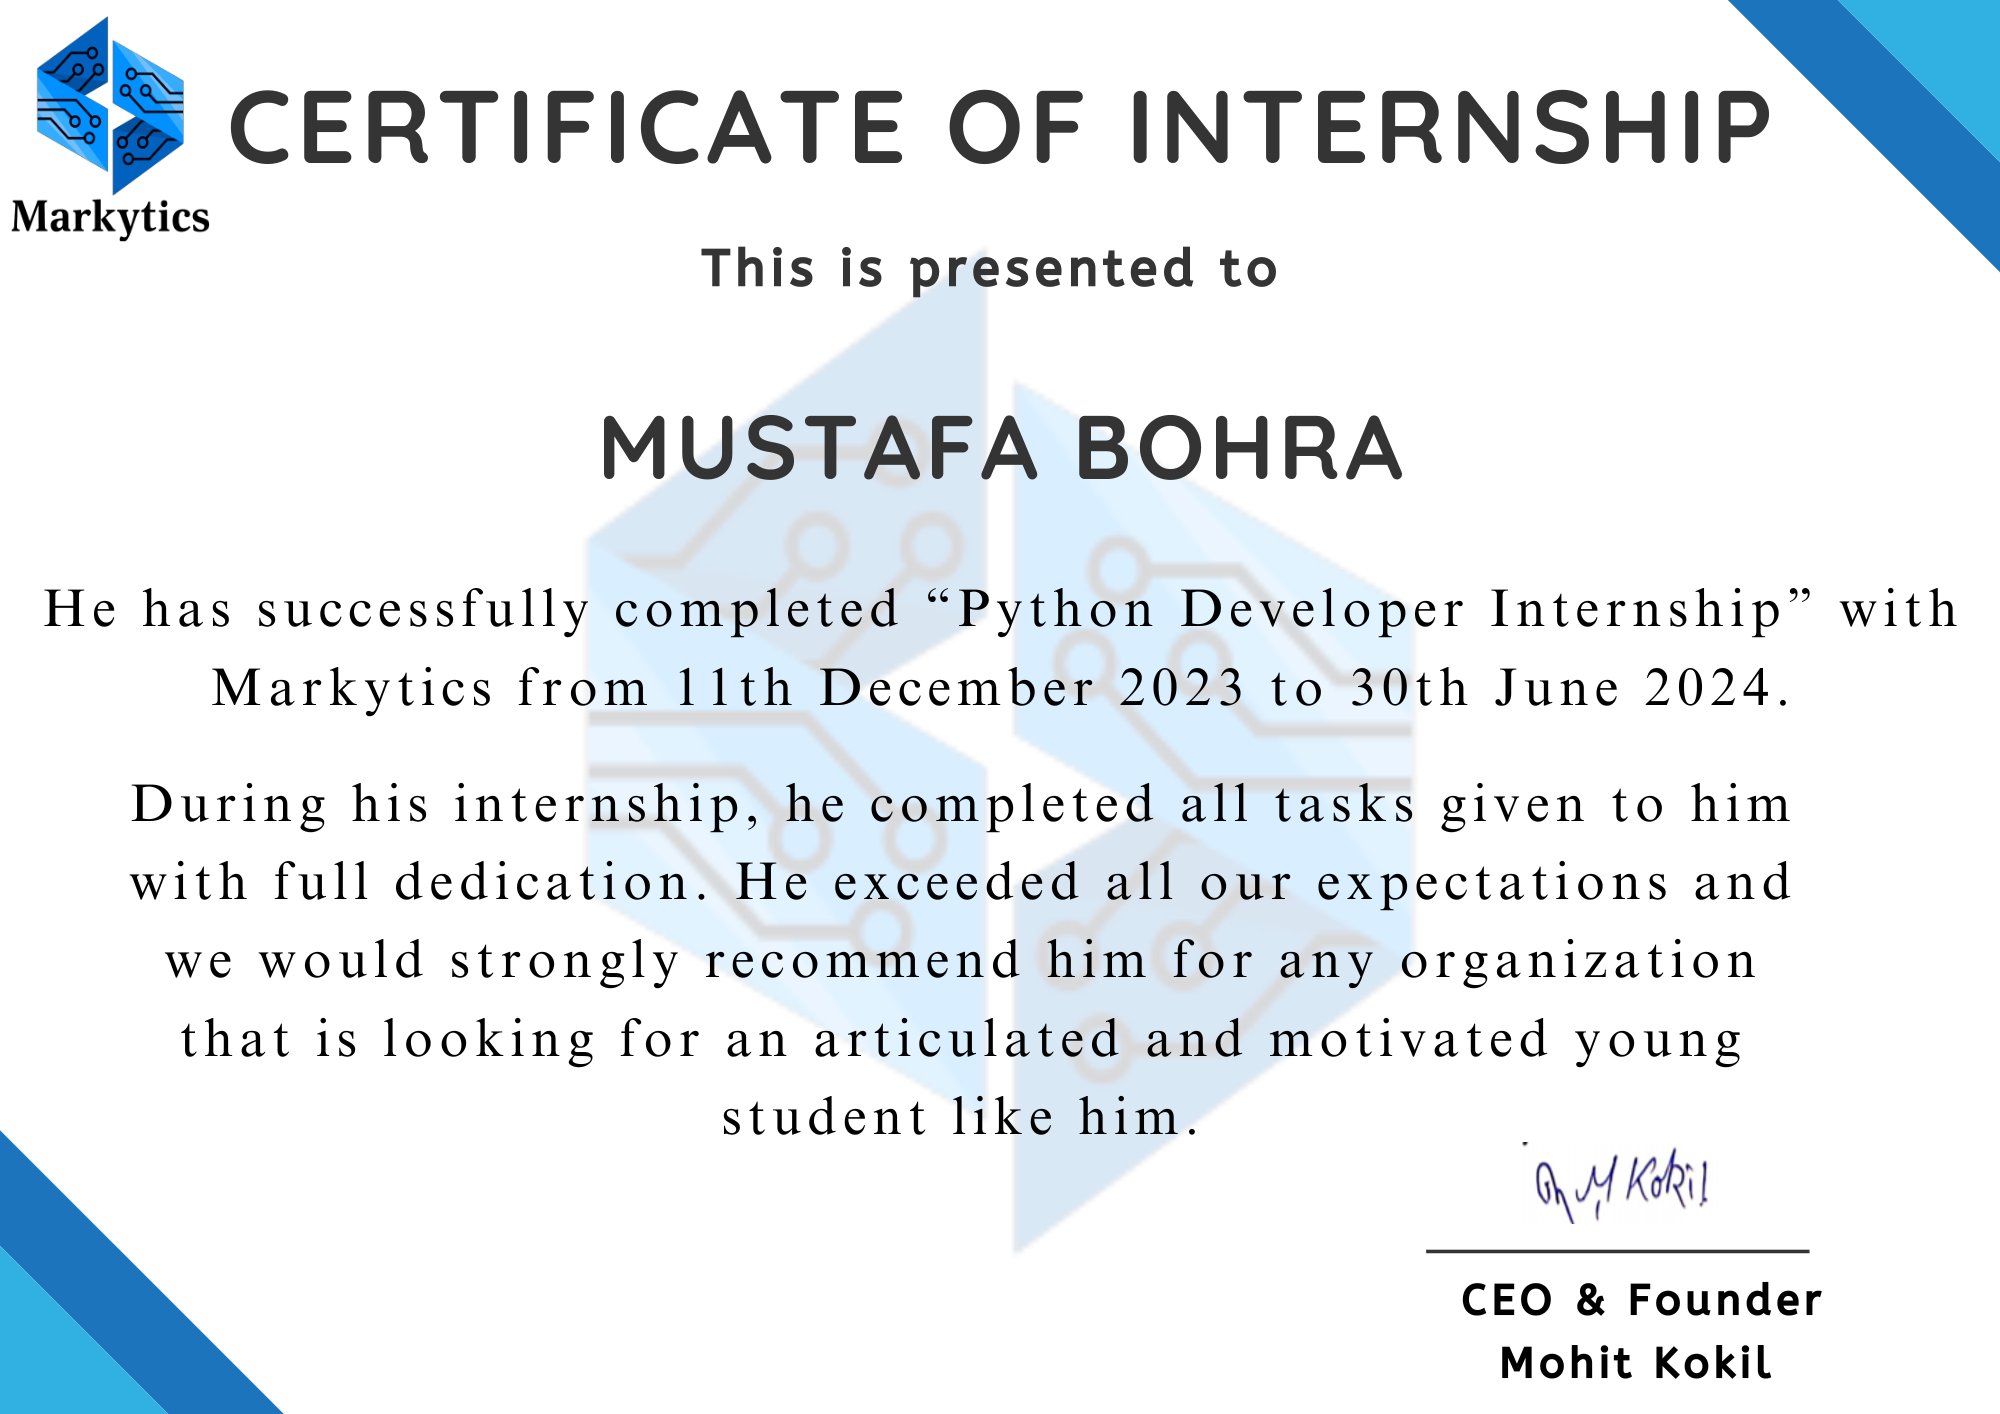 Markytics
CERTIFICATE OF INTERNSHIP
This is presented to
MUSTAFA BOHRA
He has successfully completed “Python Developer Internship” with
Markytics from 11th December 2023 to 30th June 2024.
During his internship, he completed all tasks given to him
with full dedication. He exceeded all our expectations and
we would strongly recommend him for any organization
that is looking for an articulated and motivated young
student like him.
M Kokil
CEO & Founder
Mohit Kokil